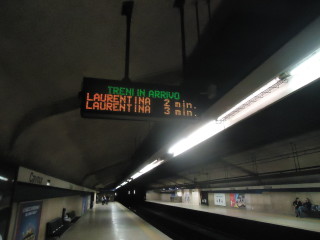 TRENI IN ARRIVO
LAURENTINA 2 min.
LAURENTINA 3 min.